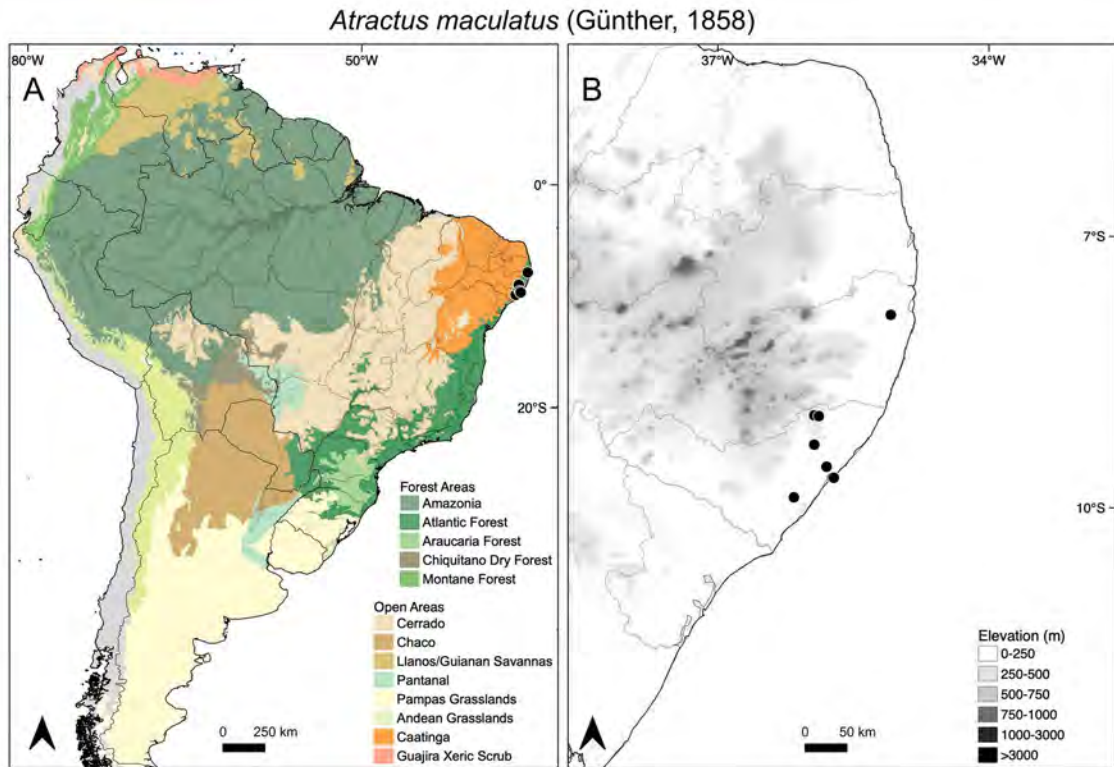 Atractus maculatus (Günther, 1858)
80°W
50°W
A
0°
20°S
Forest Areas
Amazonia
Atlantic Forest
Araucaria Forest
Chiquitano Dry Forest
Montane Forest
Open Areas
Cerrado
Chaco
Llanos/Guianan Savannas
Pantanal
Pampas Grasslands
Andean Grasslands
Caatinga
Guajira Xeric Scrub
0 250 km
B
37°W
34°W
7°S
10°S
Elevation (m)
0-250
250-500
500-750
750-1000
1000-3000
>3000
0 50 km